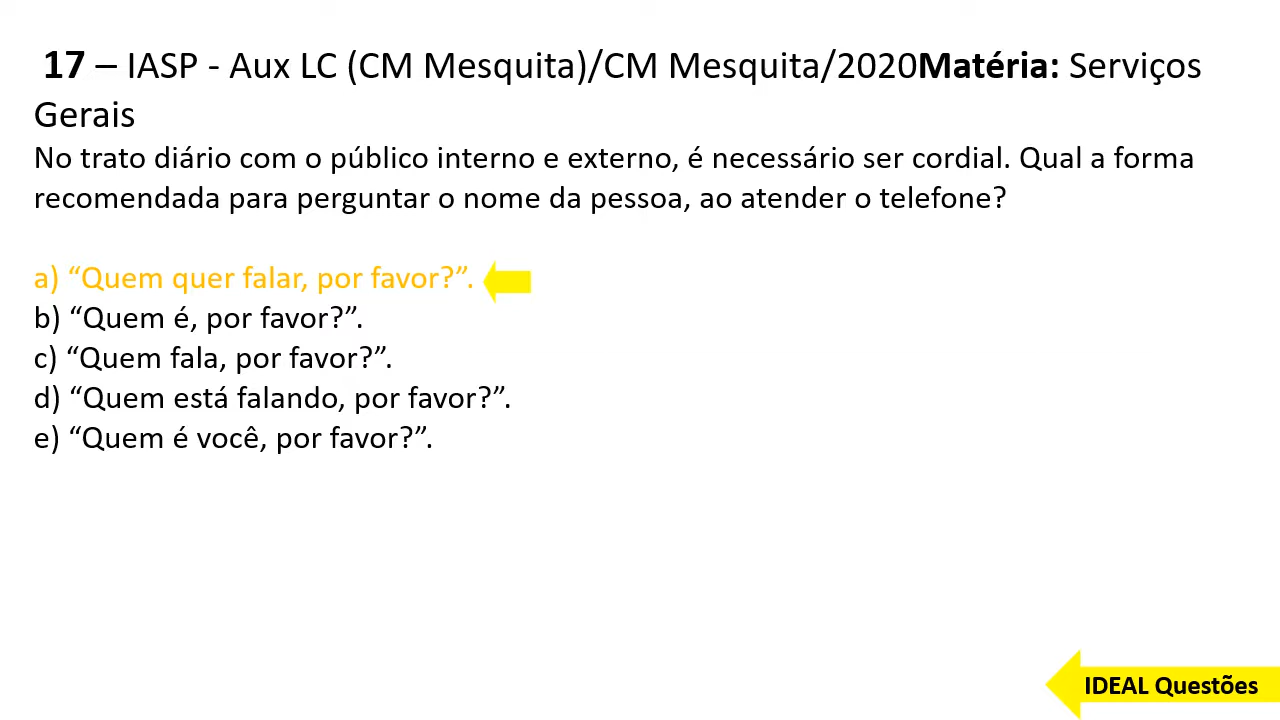 17 – IASP - Aux LC (CM Mesquita)/CM Mesquita/2020Matéria: Serviços
Gerais
No trato diário com o público interno e externo, é necessário ser cordial. Qual a forma
recomendada para perguntar o nome da pessoa, ao atender o telefone?
a) “Quem quer falar, por favor?”.
b) “Quem é, por favor?”.
c) “Quem fala, por favor?”.
d) “Quem está falando, por favor?”.
e) “Quem é você, por favor?”.
IDEAL Questões